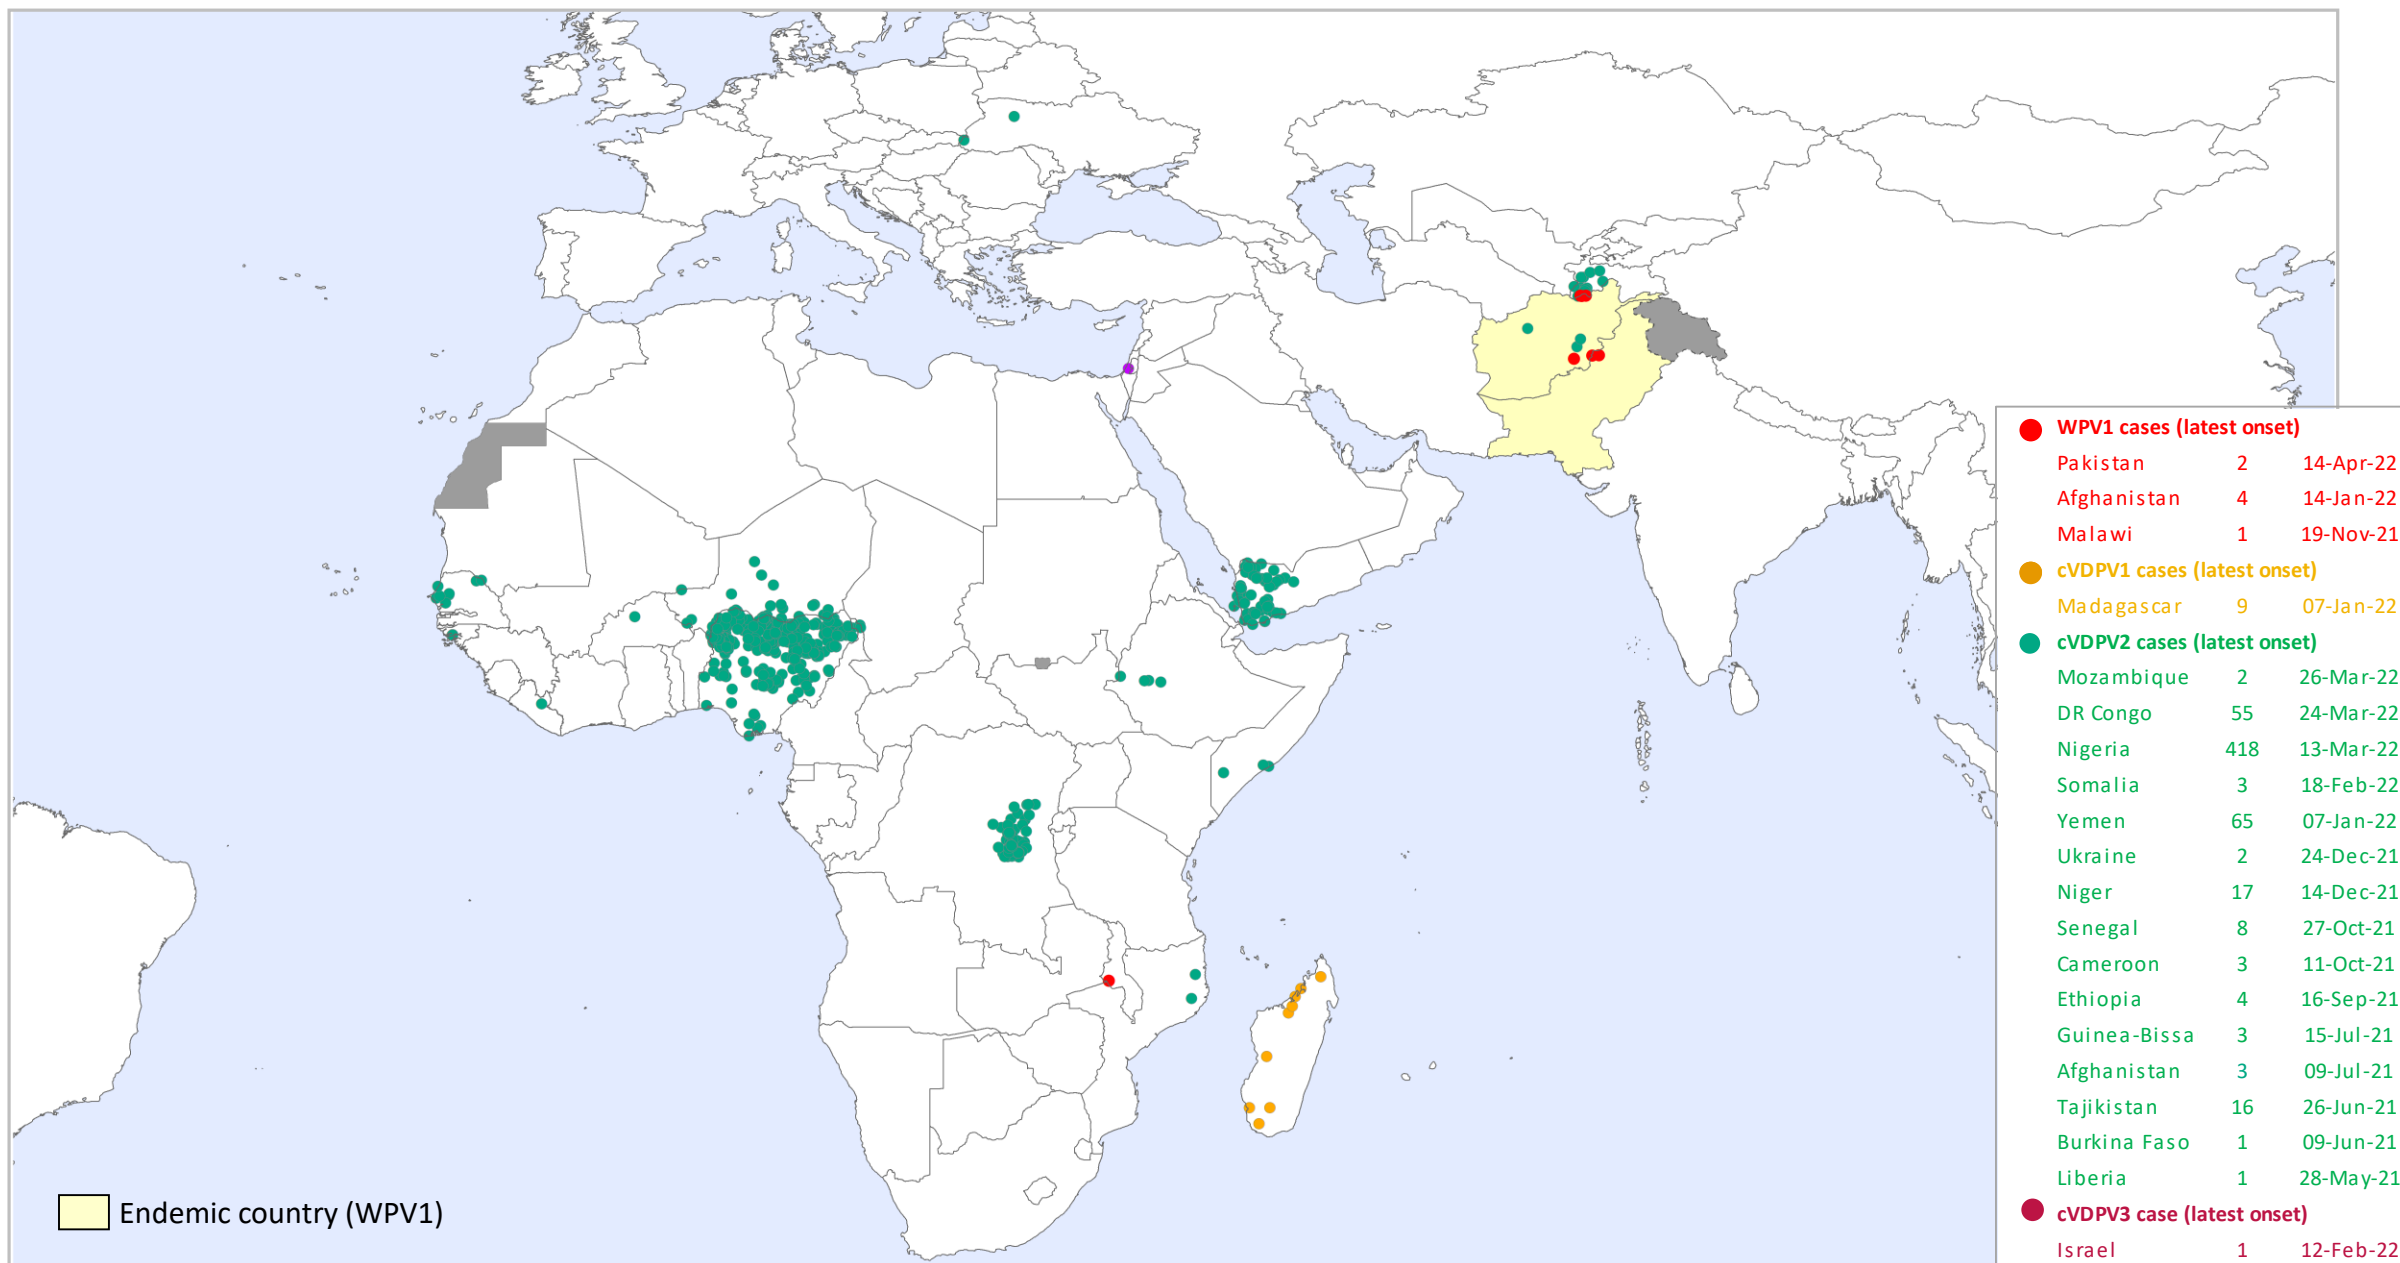 WPV1 cases (latest onset)
Pakistan 2 14-Apr-22
Afghanistan 4 14-Jan-22
Malawi 1 19-Nov-21
cVDPV1 cases (latest onset)
Madagascar 9 07-Jan-22
cVDPV2 cases (latest onset)
Mozambique 2 26-Mar-22
DR Congo 55 24-Mar-22
Nigeria 418 13-Mar-22
Somalia 3 18-Feb-22
Yemen 65 07-Jan-22
Ukraine 2 24-Dec-21
Niger 17 14-Dec-21
Senegal 8 27-Oct-21
Cameroon 3 11-Oct-21
Ethiopia 4 16-Sep-21
Guinea-Bissa 3 15-Jul-21
Afghanistan 3 09-Jul-21
Tajikistan 16 26-Jun-21
Burkina Faso 1 09-Jun-21
Liberia 1 28-May-21
cVDPV3 case (latest onset)
Israel 1 12-Feb-22
Endemic country (WPV1)